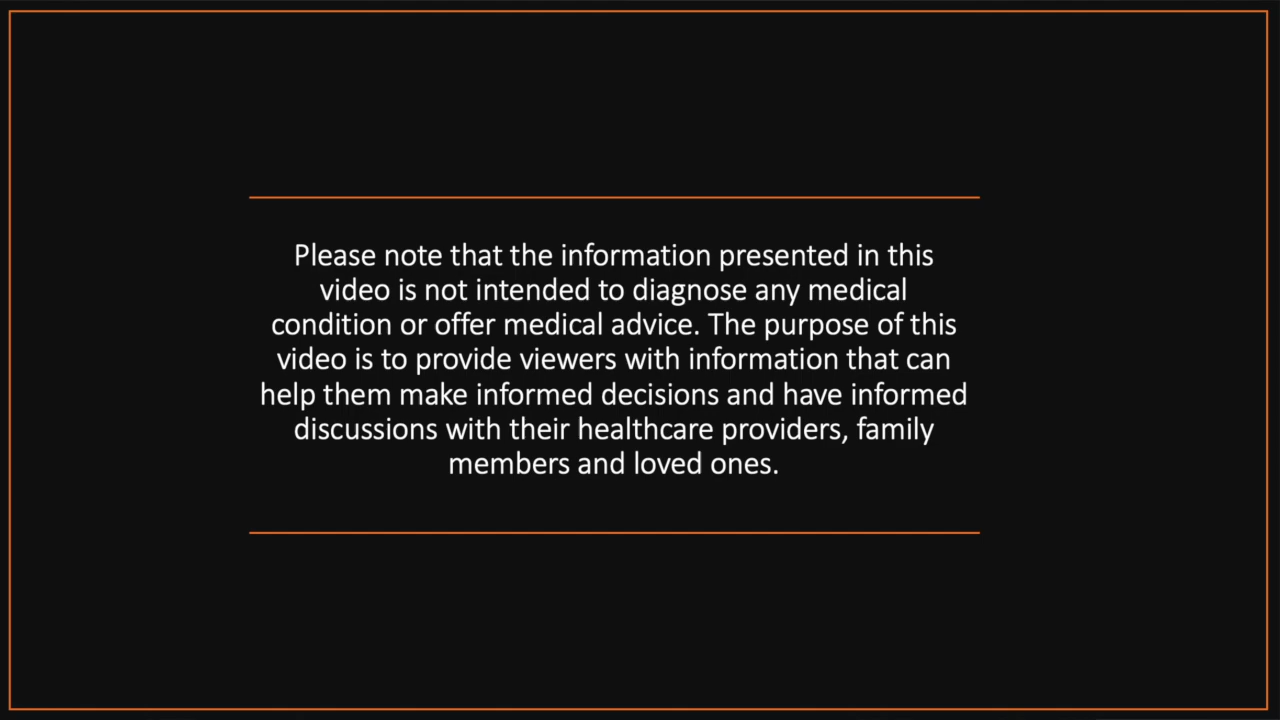 Please note that the information presented in this
video is not intended to diagnose any medical
condition or offer medical advice. The purpose of this
video is to provide viewers with information that can
help them make informed decisions and have informed
discussions with their healthcare providers, family
members and loved ones.